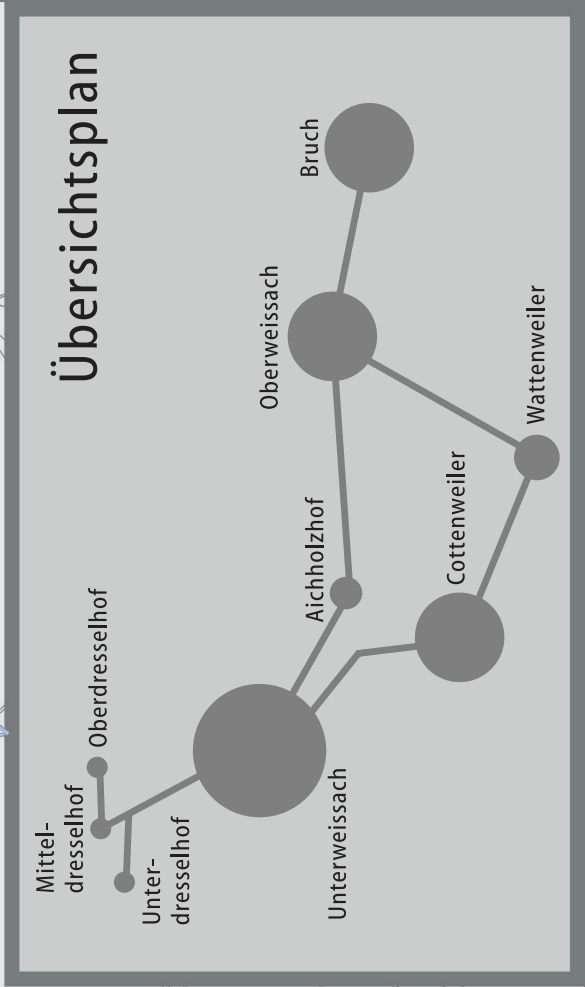 Übersichtsplan
Mittel-
dresselhof
Oberdresselhof
Unter-
dresselhof
Oberweissach
Bruch
Aichholzhof
Unterweissach
Cottenweiler
Wattenweiler